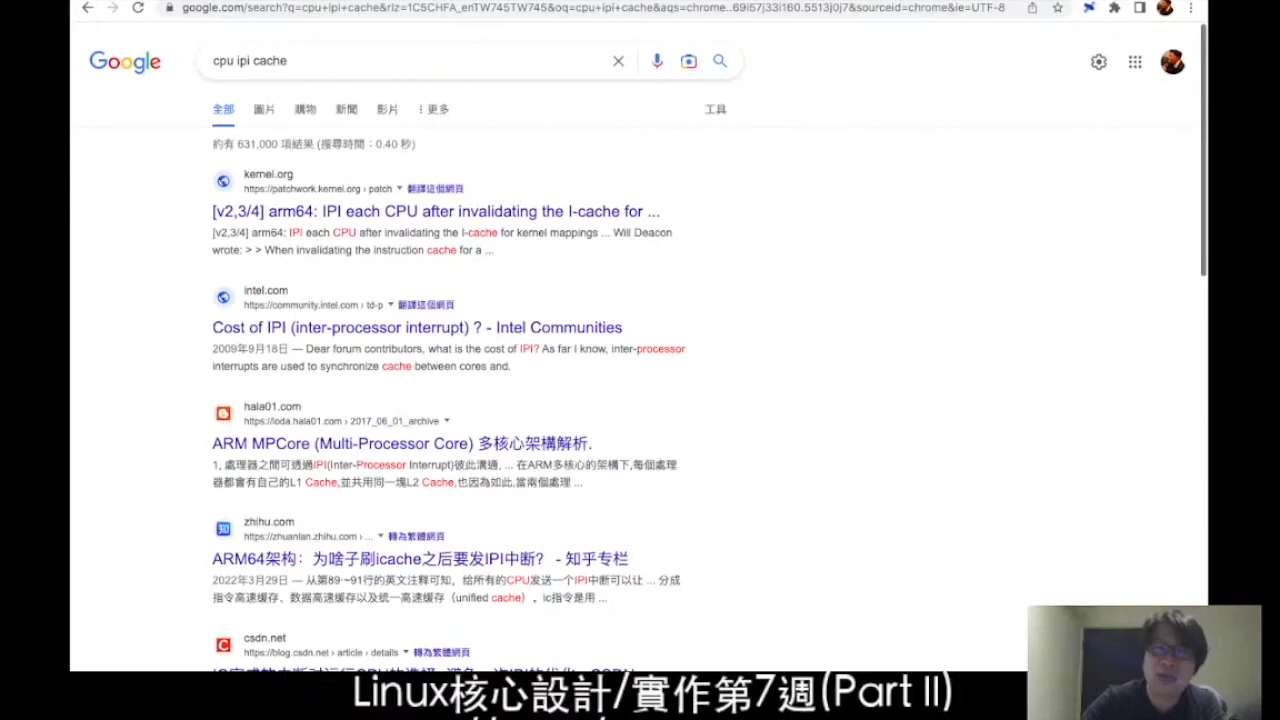 google.com/search?q=cpu+ipi+cache&rlz=1C5CHFA_enTW745TW745&oq=cpu+ipi+cache&aqs=chrome..69i57j33i160.5513j0j7&sourceid=chrome&ie=UTF-8
Google
cpu ipi cache
全部 圖片 購物 新聞 影片 更多 工具
約有 631,000 項結果 (搜尋時間:0.40 秒)
kernel.org
https://patchwork.kernel.org › patch 翻譯這個網頁
[v2,3/4] arm64: IPI each CPU after invalidating the I-cache for ...
[v2,3/4] arm64: IPI each CPU after invalidating the I-cache for kernel mappings ... Will Deacon
wrote: > > When invalidating the instruction cache for a ...
intel.com
https://community.intel.com › td-p 翻譯這個網頁
Cost of IPI (inter-processor interrupt) ? - Intel Communities
2009年9月18日 — Dear forum contributors, what is the cost of IPI? As far I know, inter-processor
interrupts are used to synchronize cache between cores and.
hala01.com
https://loda.hala01.com › 2017_06_01_archive
ARM MPCore (Multi-Processor Core) 多核心架構解析.
1, 處理器之間可透過IPI(Inter-Processor Interrupt)彼此溝通, ... 在ARM多核心的架構下,每個處理
器都會有自己的L1 Cache,並共用同一塊L2 Cache,也因為如此,當兩個處理 ...
zhihu.com
https://zhuanlan.zhihu.com › ... 轉為繁體網頁
ARM64架构：为啥子刷icache之后要发IPI中断？ - 知乎专栏
2022年3月29日 — 从第89~91行的英文注释可知，给所有的CPU发送一个IPI中断可以让 ... 分成
指令高速缓存、数据高速缓存以及统一高速缓存（unified cache）。ic指令是用 ...
csdn.net
https://blog.csdn.net › article › details 轉為繁體網頁
Linux核心設計/實作第7週(Part II)